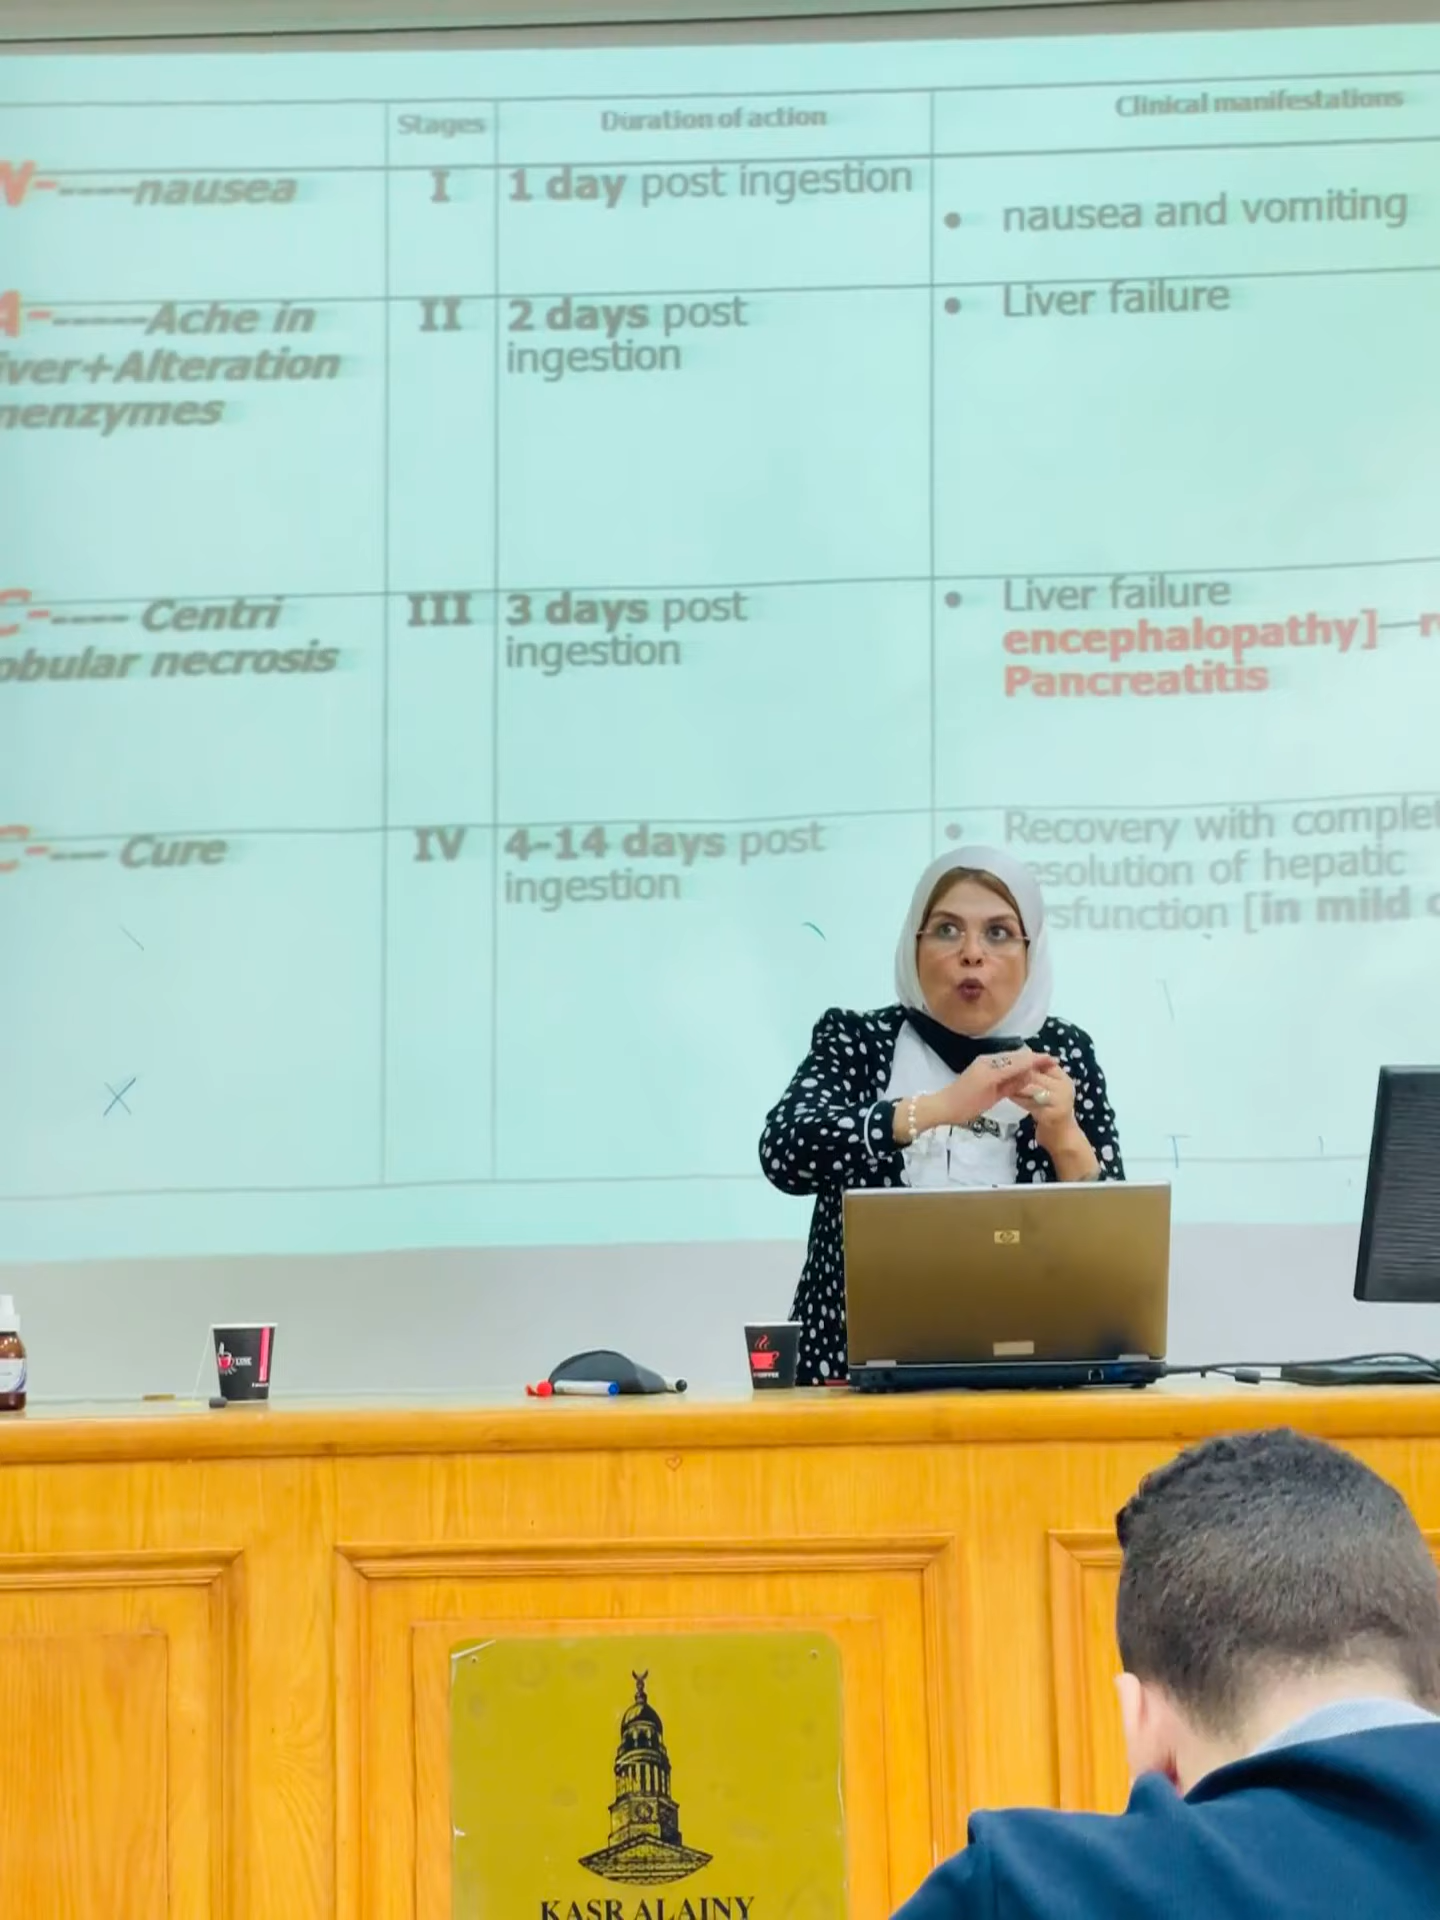 Stages
Duration of action
Clinical manifestations
N-----nausea
I
1 day post ingestion
• nausea and vomiting
A------Ache in
iver+Alteration
nenzymes
II
2 days post
ingestion
• Liver failure
C----- Centri
obular necrosis
III
3 days post
ingestion
• Liver failure
encephalopathy]—r
Pancreatitis
C---- Cure
IV
4-14 days post
ingestion
• Recovery with complet
esolution of hepatic
sfunction [in mild c
hp
KASR ALAINY